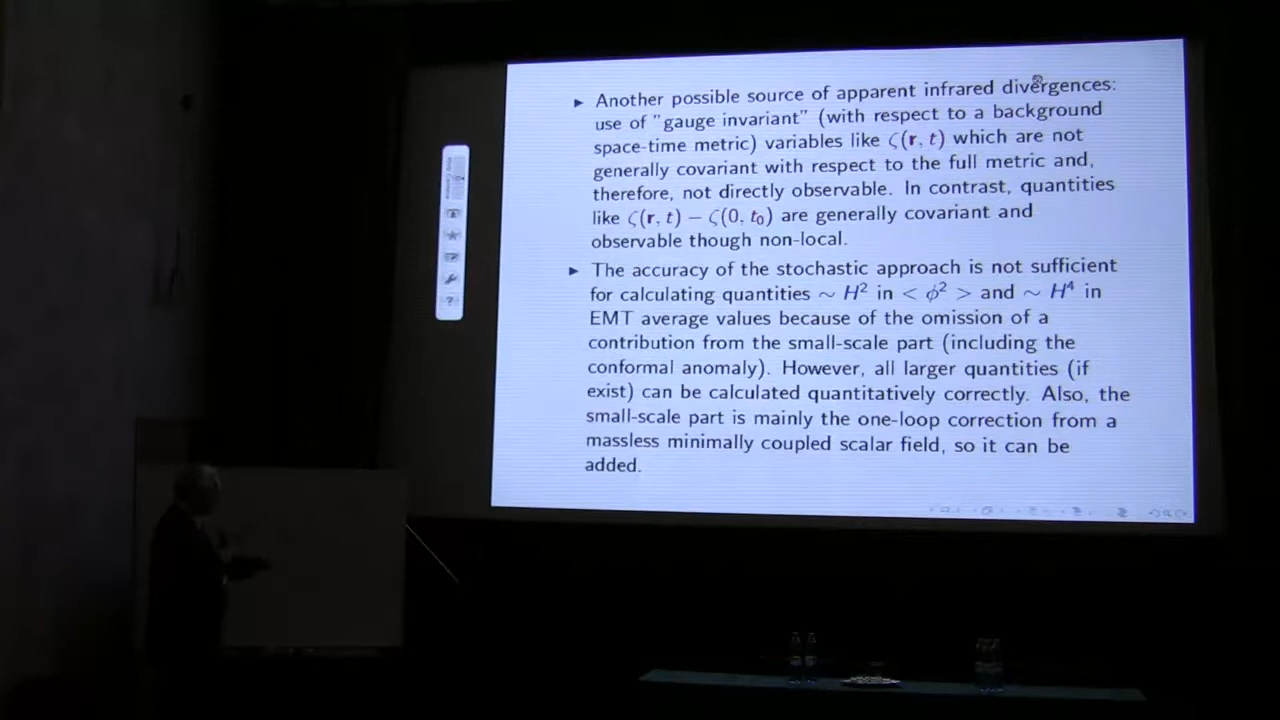 ► Another possible source of apparent infrared divergences:
use of "gauge invariant" (with respect to a background
space-time metric) variables like ζ(r, t) which are not
generally covariant with respect to the full metric and,
therefore, not directly observable. In contrast, quantities
like ζ(r, t) − ζ(0, t₀) are generally covariant and
observable though non-local.
► The accuracy of the stochastic approach is not sufficient
for calculating quantities ∼ H² in < ϕ² > and ∼ H⁴ in
EMT average values because of the omission of a
contribution from the small-scale part (including the
conformal anomaly). However, all larger quantities (if
exist) can be calculated quantitatively correctly. Also, the
small-scale part is mainly the one-loop correction from a
massless minimally coupled scalar field, so it can be
added.